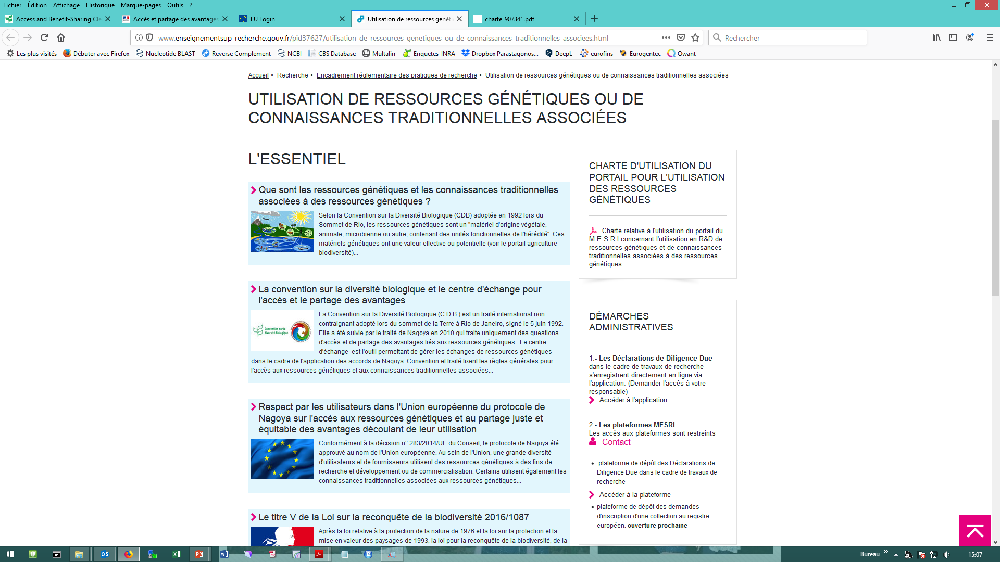 Fichier Édition Affichage Historique Marque-pages Outils ?
Access and Benefit-Sharing Cle
Accès et partage des avantages
EU Login
Utilisation de ressources généti
charte_907341.pdf
www.enseignementsup-recherche.gouv.fr/pid37627/utilisation-de-ressources-genetiques-ou-de-connaissances-traditionnelles-associees.html
Rechercher
Les plus visités Débuter avec Firefox Nucleotide BLAST Reverse Complement NCBI CBS Database Multalin Enquetes-INRA Dropbox Parastagonos... DeepL eurofins Eurogentec Qwant
Accueil > Recherche > Encadrement réglementaire des pratiques de recherche > Utilisation de ressources génétiques ou de connaissances traditionnelles associées
UTILISATION DE RESSOURCES GÉNÉTIQUES OU DE
CONNAISSANCES TRADITIONNELLES ASSOCIÉES
L'ESSENTIEL
Que sont les ressources génétiques et les connaissances traditionnelles
associées à des ressources génétiques ?
Selon la Convention sur la Diversité Biologique (CDB) adoptée en 1992 lors du
Sommet de Rio, les ressources génétiques sont un "matériel d'origine végétale,
animale, microbienne ou autre, contenant des unités fonctionnelles de l'hérédité". Ces
matériels génétiques ont une valeur effective ou potentielle (voir le portail agriculture
biodiversité)...
La convention sur la diversité biologique et le centre d'échange pour
l'accès et le partage des avantages
Convention sur la
diversité biologique
La Convention sur la Diversité Biologique (C.D.B.) est un traité international non
contraignant adopté lors du sommet de la Terre à Rio de Janeiro, signé le 5 juin 1992.
Elle a été suivie par le traité de Nagoya en 2010 qui traite uniquement des questions
d'accès et de partage des avantages liés aux ressources génétiques. Le centre
d'échange est l'outil permettant de gérer les échanges de ressources génétiques
dans le cadre de l'application des accords de Nagoya. Convention et traité fixent les règles générales pour
l'accès aux ressources génétiques et aux connaissances traditionnelles associées...
Respect par les utilisateurs dans l'Union européenne du protocole de
Nagoya sur l'accès aux ressources génétiques et au partage juste et
équitable des avantages découlant de leur utilisation
Conformément à la décision n° 283/2014/UE du Conseil, le protocole de Nagoya été
approuvé au nom de l'Union européenne. Au sein de l'Union, une grande diversité
d'utilisateurs et de fournisseurs utilisent des ressources génétiques à des fins de
recherche et développement ou de commercialisation. Certains utilisent également les
connaissances traditionnelles associées aux ressources génétiques...
Le titre V de la Loi sur la reconquête de la biodiversité 2016/1087
Après la loi relative à la protection de la nature de 1976 et la loi sur la protection et la
mise en valeur des paysages de 1993, la loi pour la reconquête de la biodiversité, de la
CHARTE D'UTILISATION DU
PORTAIL POUR L'UTILISATION
DES RESSOURCES
GÉNÉTIQUES
Charte relative à l'utilisation du portail du
M.E.S.R.I.concernant l'utilisation en R&D de
ressources génétiques et de connaissances
traditionnelles associées à des ressources
génétiques
DÉMARCHES
ADMINISTRATIVES
1.- Les Déclarations de Diligence Due
dans le cadre de travaux de recherche
s'enregistrent directement en ligne via
l'application. (Demander l'accès à votre
responsable)
Accéder à l'application
2.- Les plateformes MESRI
Les accès aux plateformes sont restreints
Contact
• plateforme de dépôt des Déclarations de
Diligence Due dans le cadre de travaux de
recherche
Accéder à la plateforme
• plateforme de dépôt des demandes
d'inscription d'une collection au registre
européen. ouverture prochaine
Bureau
15:07